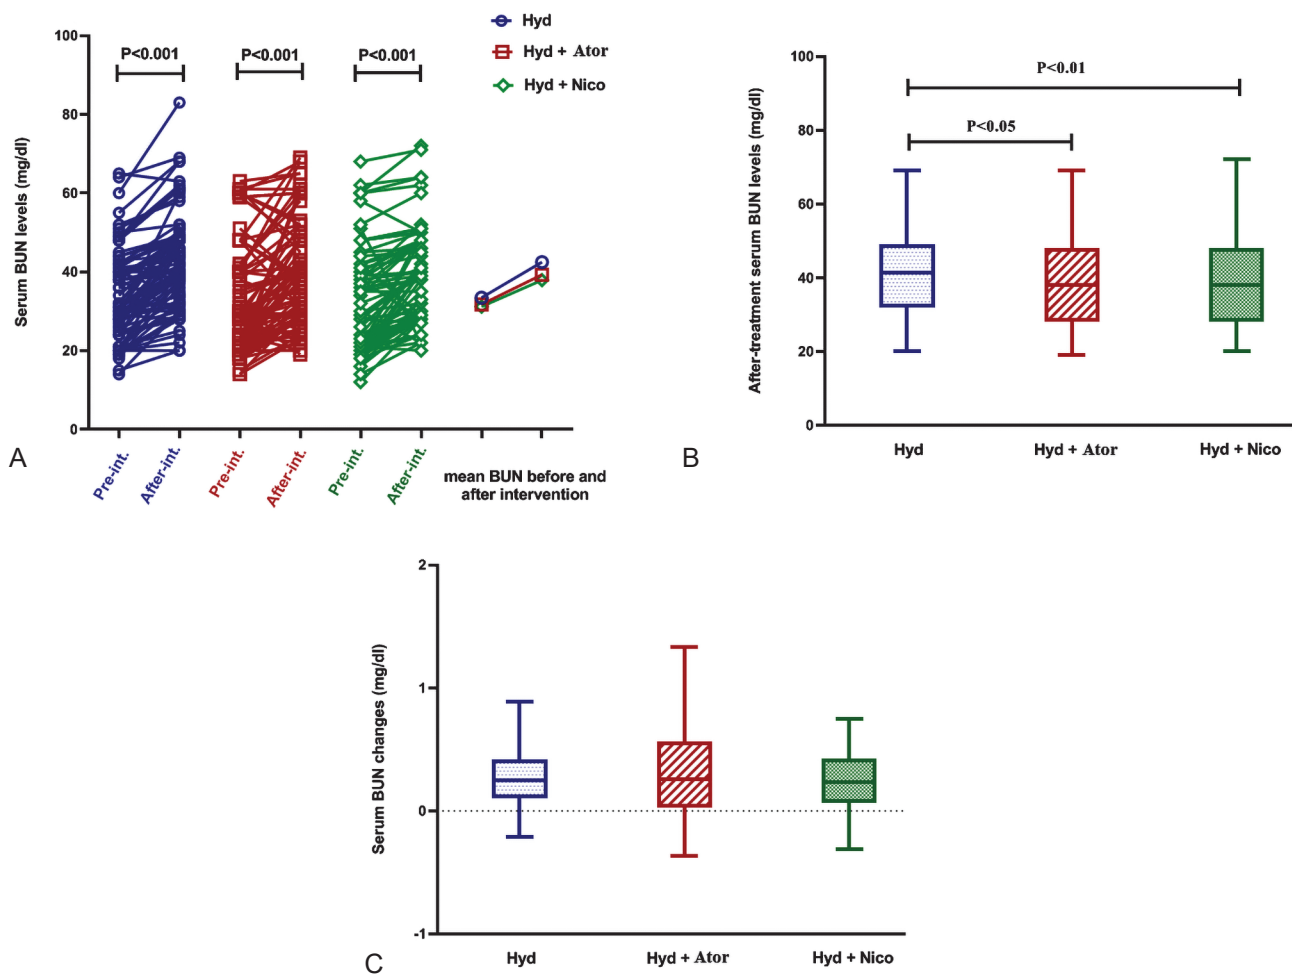 Hyd
Hyd + Ator
Hyd + Nico
P<0.001
P<0.001
P<0.001
Serum BUN levels (mg/dl)
100
80
60
40
20
0
Pre-int.
After-int.
Pre-int.
After-int.
Pre-int.
After-int.
mean BUN before and
after intervention
A
P<0.01
P<0.05
After-treatment serum BUN levels (mg/dl)
100
80
60
40
20
0
Hyd
Hyd + Ator
Hyd + Nico
B
Serum BUN changes (mg/dl)
2
1
0
-1
Hyd
Hyd + Ator
Hyd + Nico
C